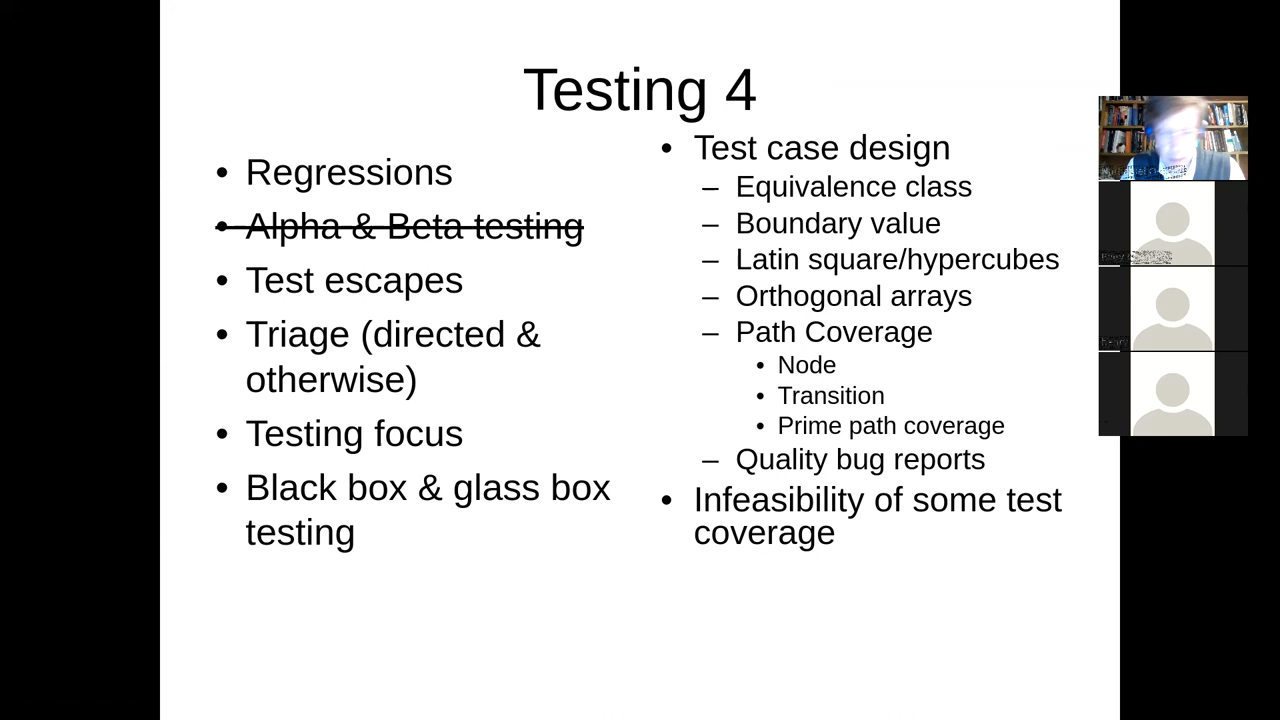 Testing 4
• Regressions
• Alpha & Beta testing
• Test escapes
• Triage (directed &
otherwise)
• Testing focus
• Black box & glass box
testing
• Test case design
– Equivalence class
– Boundary value
– Latin square/hypercubes
– Orthogonal arrays
– Path Coverage
• Node
• Transition
• Prime path coverage
– Quality bug reports
• Infeasibility of some test
coverage